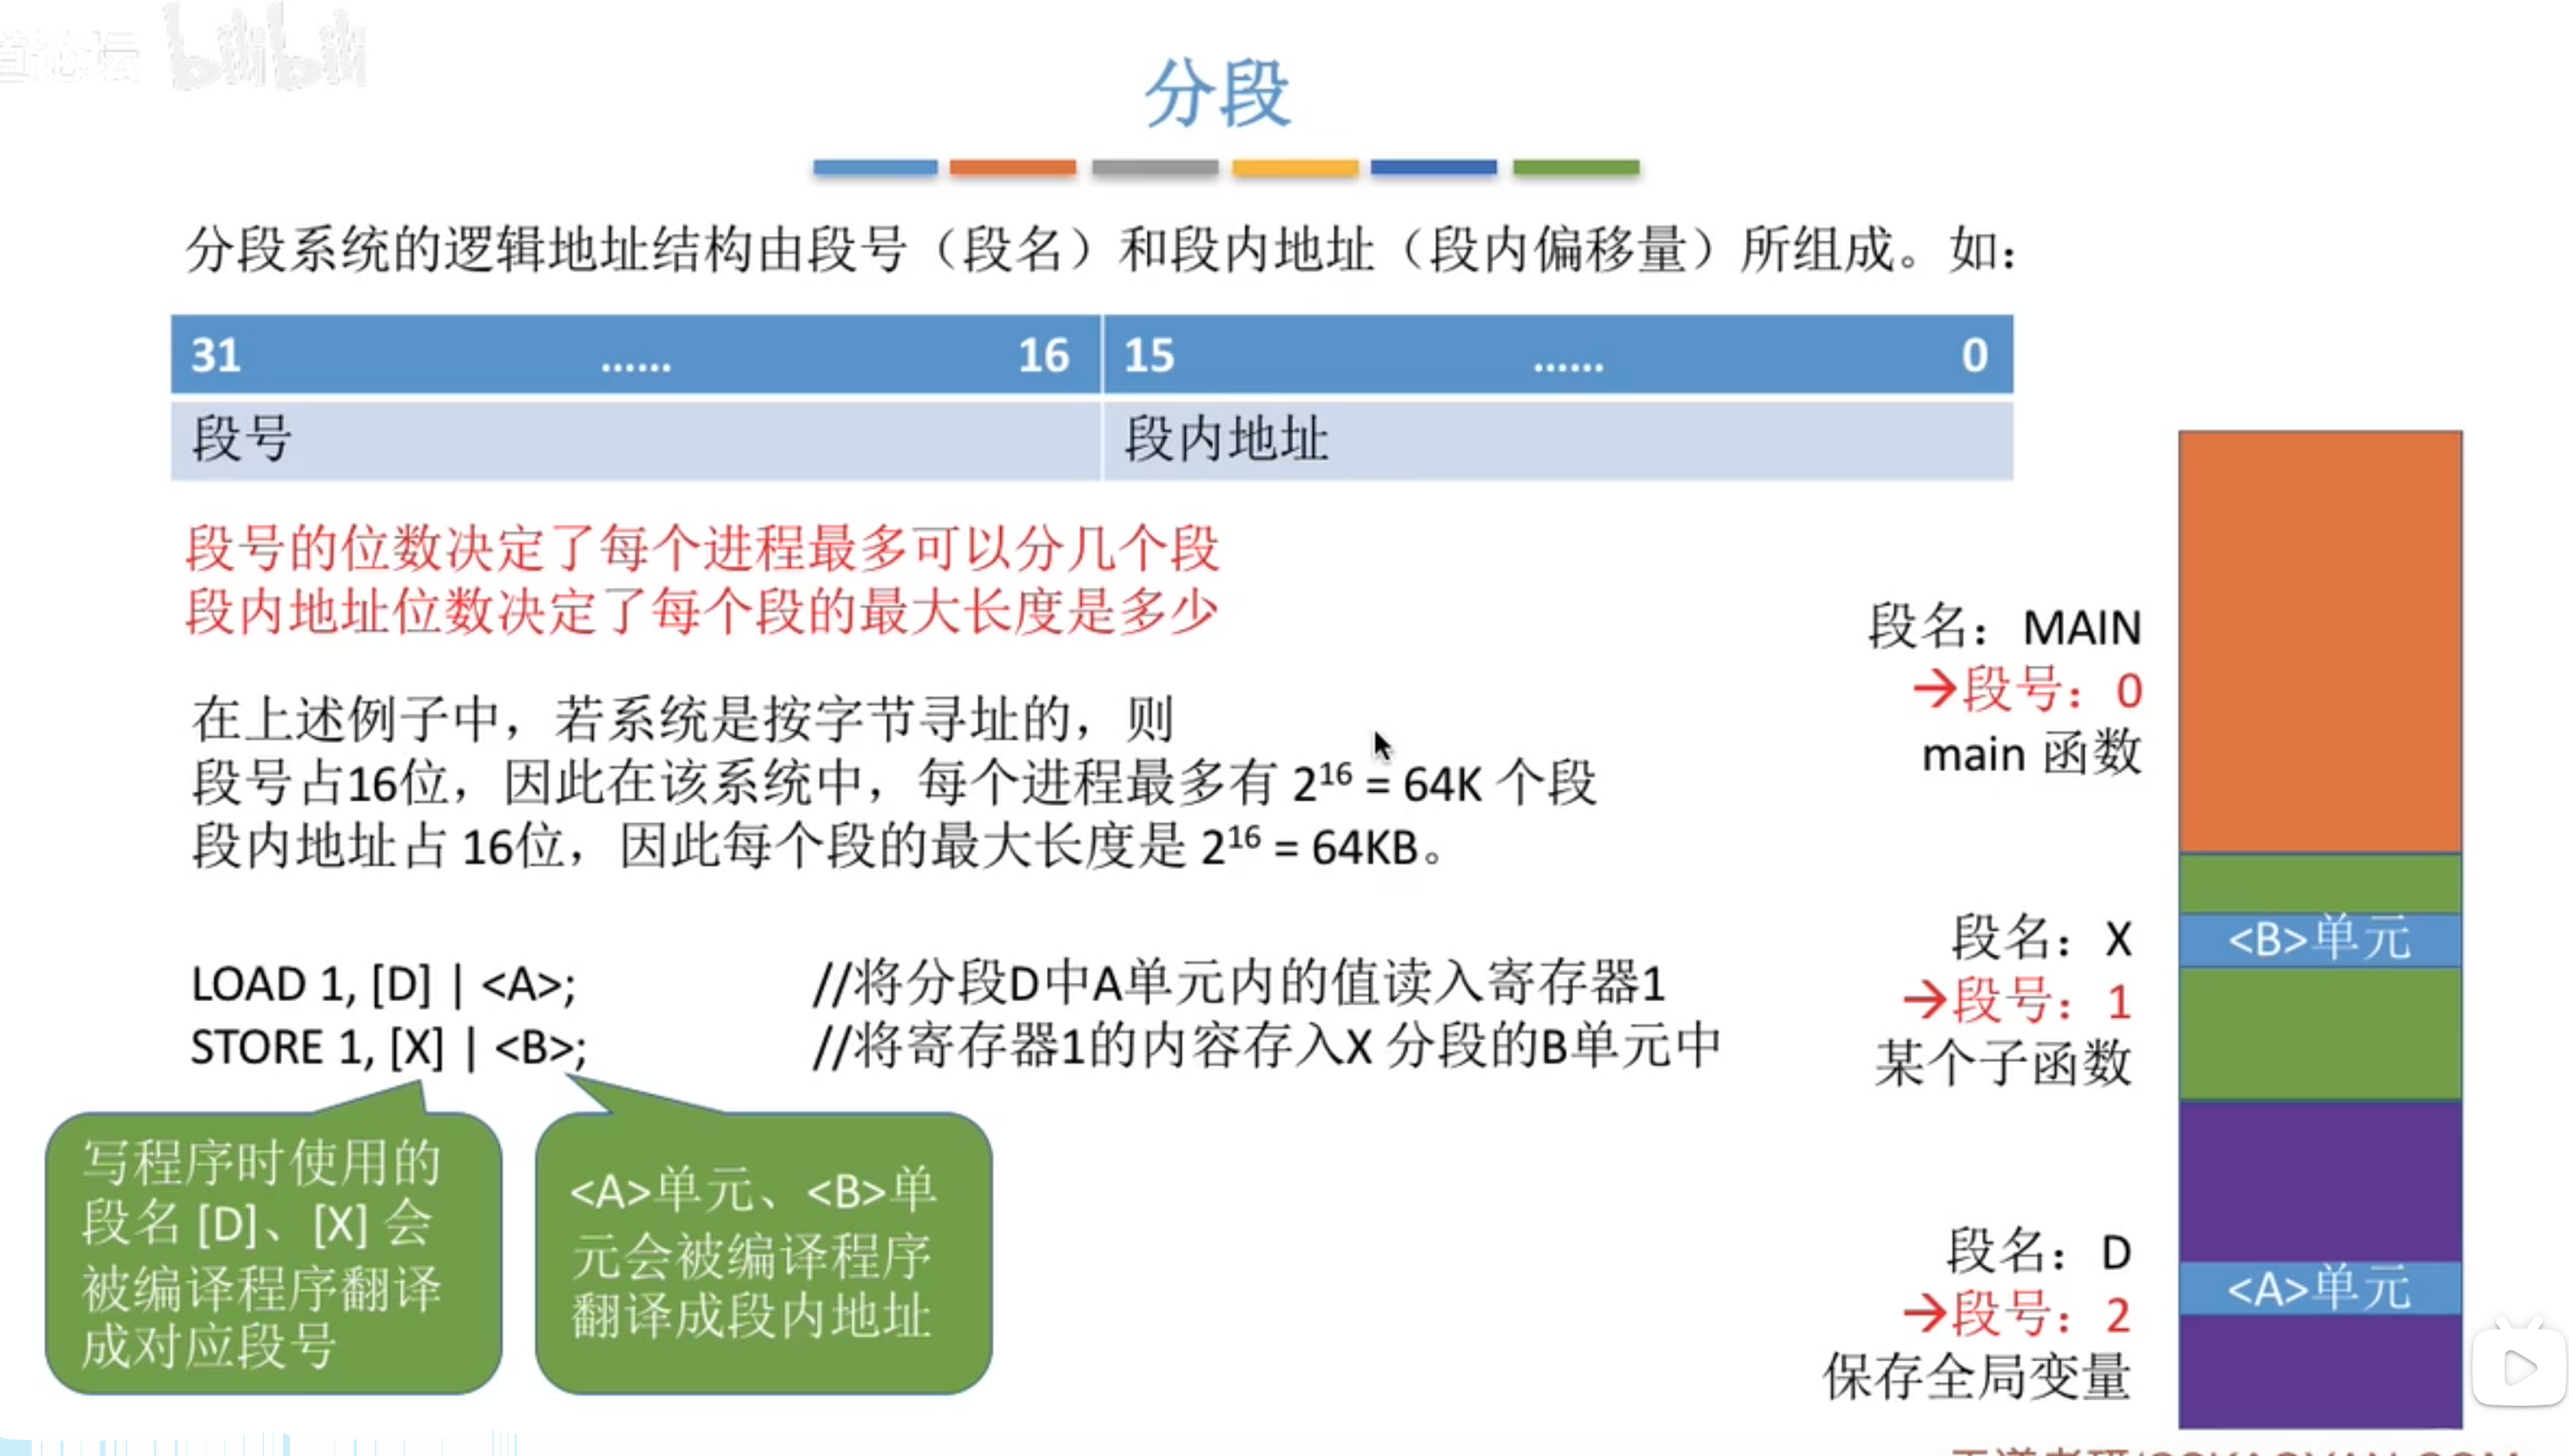 bilibili
分段
分段系统的逻辑地址结构由段号（段名）和段内地址（段内偏移量）所组成。如：
31 …… 16 15 …… 0
段号 段内地址
段号的位数决定了每个进程最多可以分几个段
段内地址位数决定了每个段的最大长度是多少
在上述例子中，若系统是按字节寻址的，则
段号占16位，因此在该系统中，每个进程最多有 2¹⁶ = 64K 个段
段内地址占 16位，因此每个段的最大长度是 2¹⁶ = 64KB。
LOAD 1, [D] | <A>; //将分段D中A单元内的值读入寄存器1
STORE 1, [X] | <B>; //将寄存器1的内容存入X 分段的B单元中
写程序时使用的
段名 [D]、[X] 会
被编译程序翻译
成对应段号
<A>单元、<B>单
元会被编译程序
翻译成段内地址
段名：MAIN
→段号：0
main 函数
段名：X
→段号：1
某个子函数
段名：D
→段号：2
保存全局变量
<B>单元
<A>单元